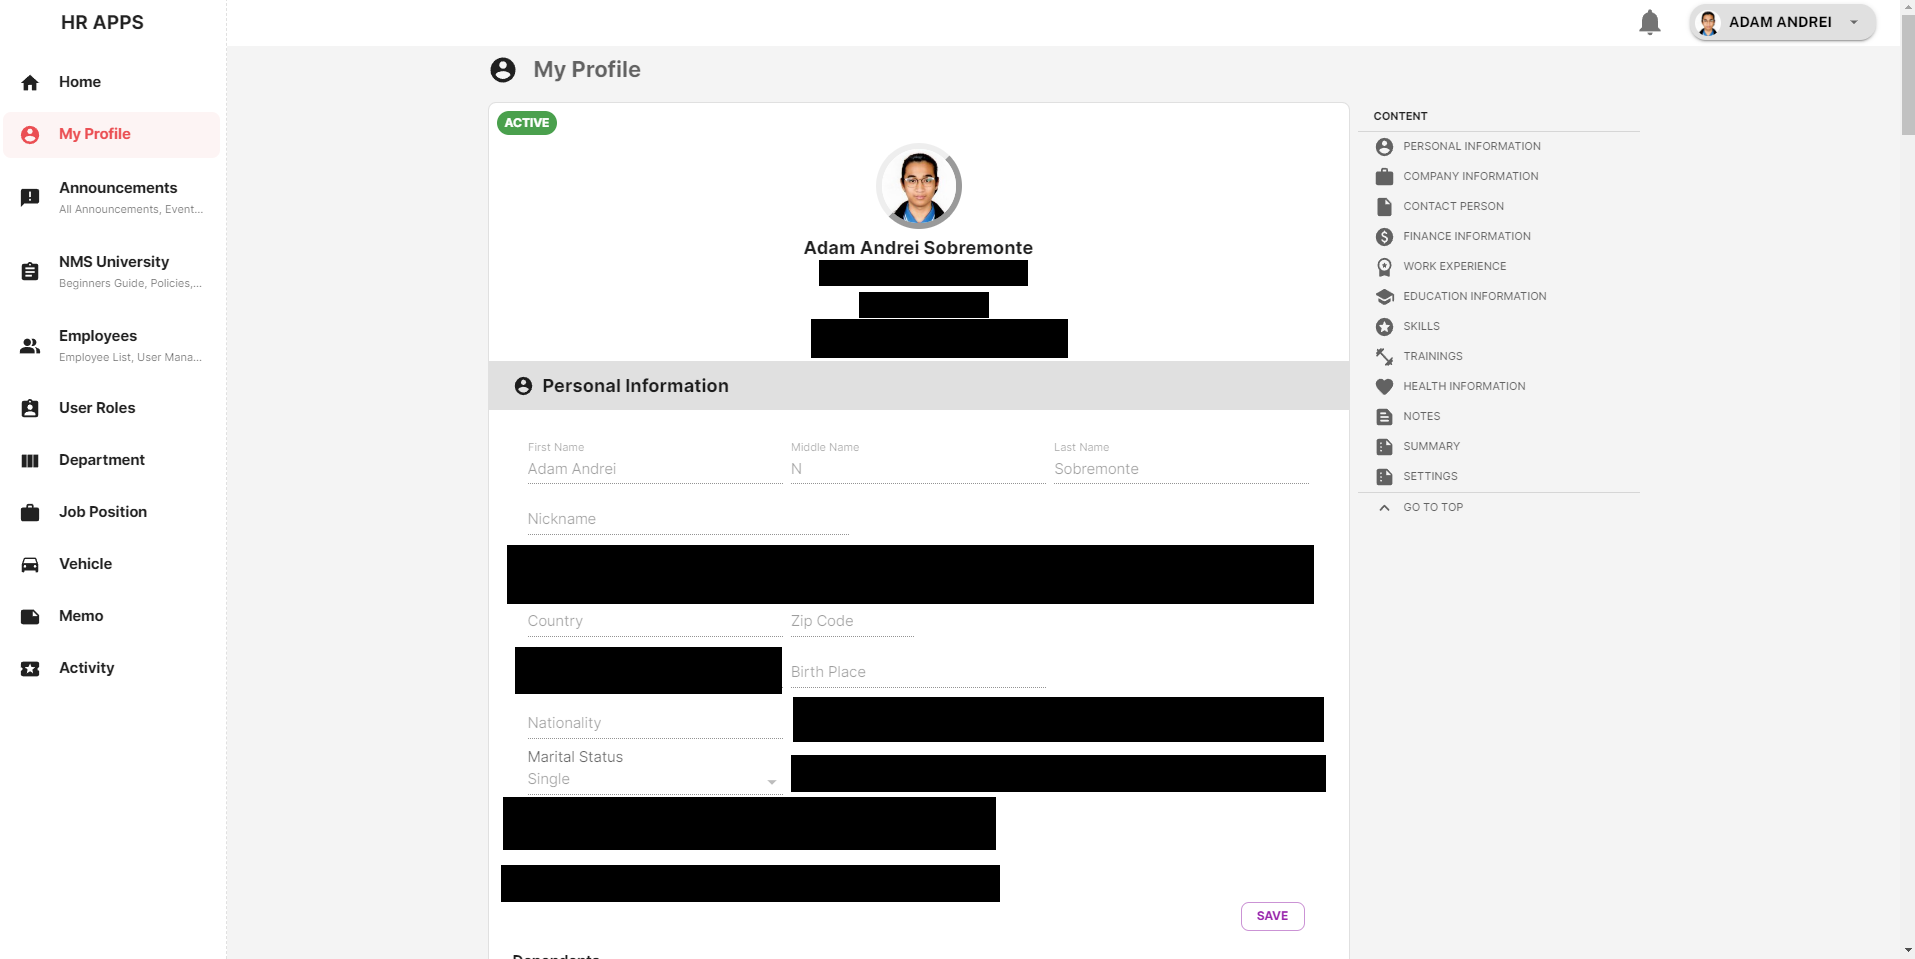 HR APPS
ADAM ANDREI
Home
My Profile
Announcements
All Announcements, Event...
NMS University
Beginners Guide, Policies,...
Employees
Employee List, User Mana...
User Roles
Department
Job Position
Vehicle
Memo
Activity
My Profile
ACTIVE
Adam Andrei Sobremonte
Personal Information
First Name
Adam Andrei
Middle Name
N
Last Name
Sobremonte
Nickname
Country
Zip Code
Birth Place
Nationality
Marital Status
Single
SAVE
Dependents
CONTENT
PERSONAL INFORMATION
COMPANY INFORMATION
CONTACT PERSON
FINANCE INFORMATION
WORK EXPERIENCE
EDUCATION INFORMATION
SKILLS
TRAININGS
HEALTH INFORMATION
NOTES
SUMMARY
SETTINGS
GO TO TOP